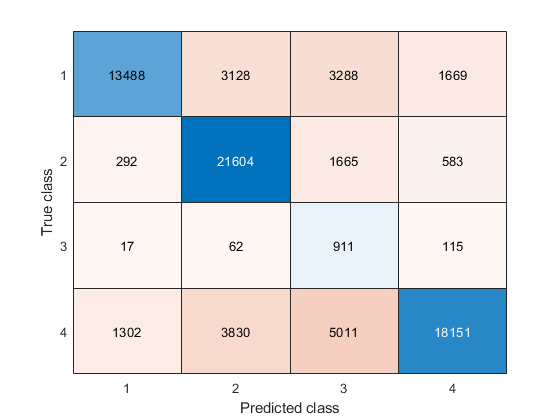 1 13488 3128 3288 1669
2 292 21604 1665 583
3 17 62 911 115
4 1302 3830 5011 18151
1 2 3 4
Predicted class
True class